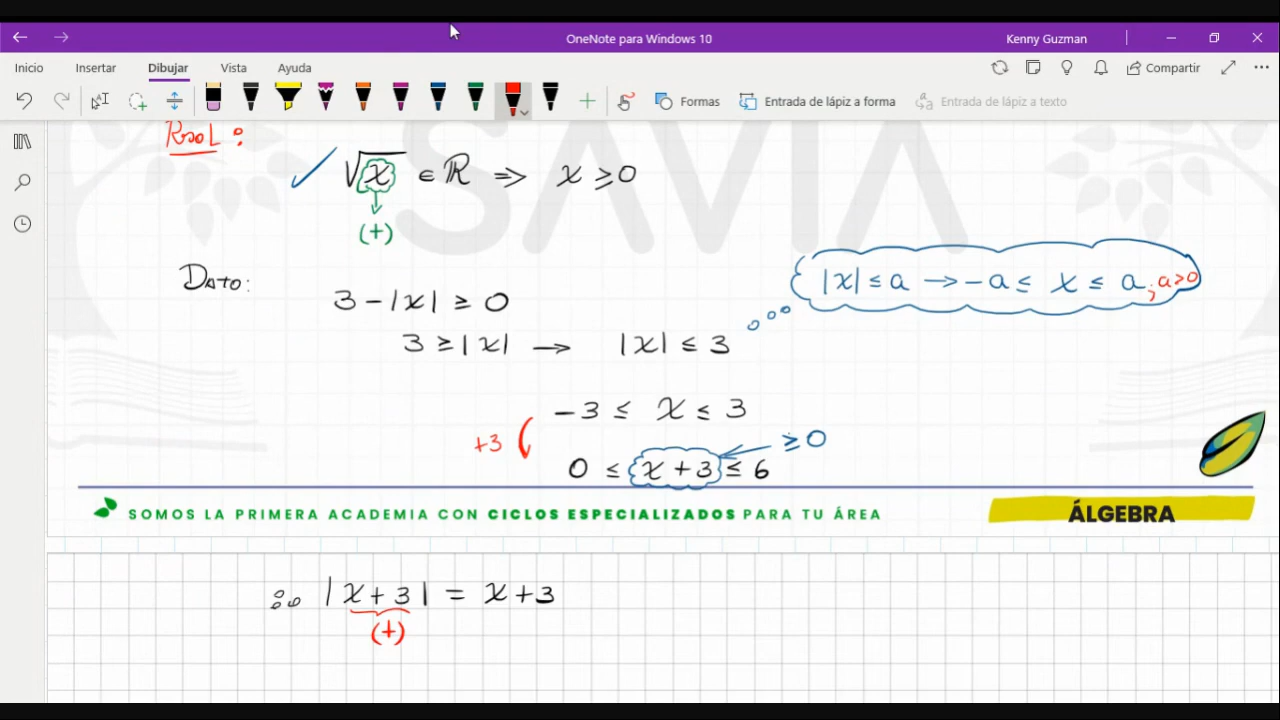 OneNote para Windows 10
Kenny Guzman
Inicio Insertar Dibujar Vista Ayuda
Compartir
Formas Entrada de lápiz a forma Entrada de lápiz a texto
SAVIA
Rsol:
√x ∈ ℝ ⇒ x ≥ 0
(+)
Dato:
3 - |x| ≥ 0
|x| ≤ a → -a ≤ x ≤ a ; a>0
3 ≥ |x| → |x| ≤ 3
-3 ≤ x ≤ 3
+3
≥0
0 ≤ x+3 ≤ 6
SOMOS LA PRIMERA ACADEMIA CON CICLOS ESPECIALIZADOS PARA TU ÁREA
ÁLGEBRA
∴ |x+3| = x+3
(+)